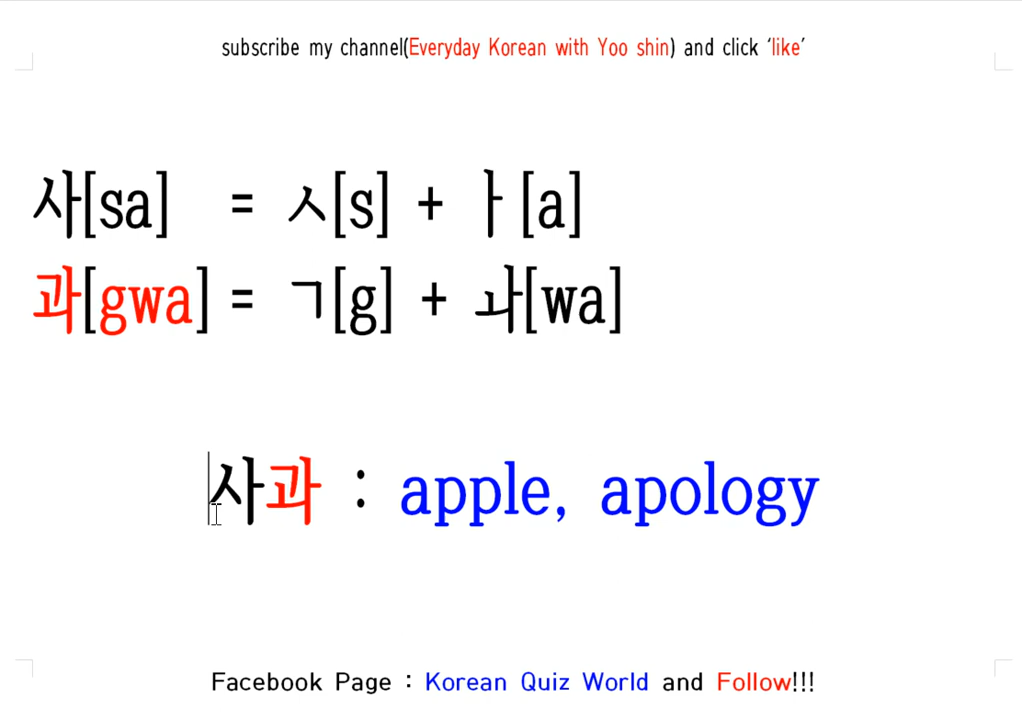 subscribe my channel(Everyday Korean with Yoo shin) and click ‘like’
사[sa] = ㅅ[s] + ㅏ[a]
과[gwa] = ㄱ[g] + ㅘ[wa]
사과 : apple, apology
Facebook Page : Korean Quiz World and Follow!!!